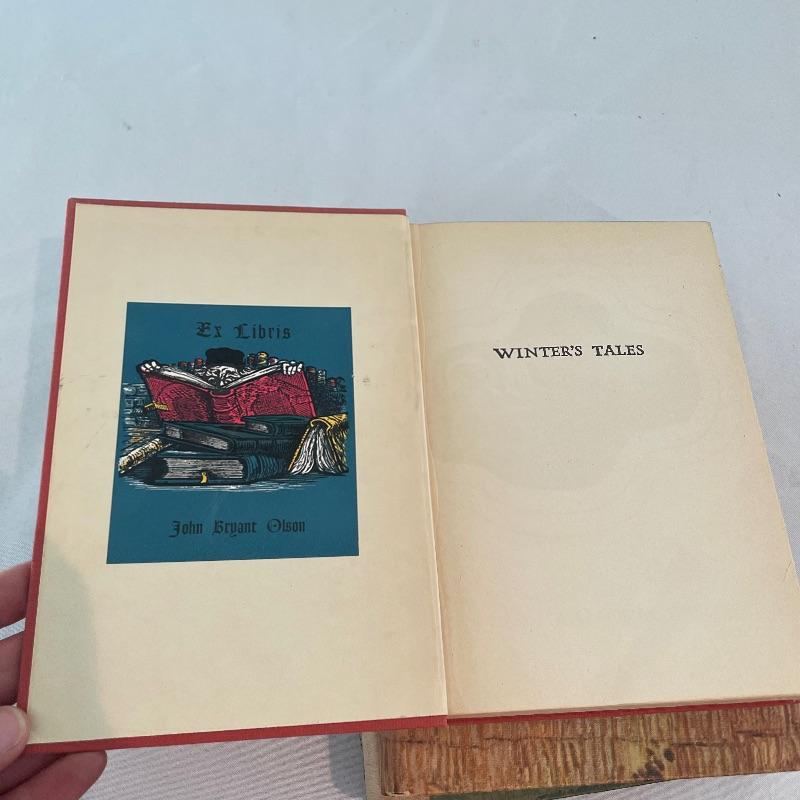 Ex Libris
John Bryant Olson
WINTER'S TALES